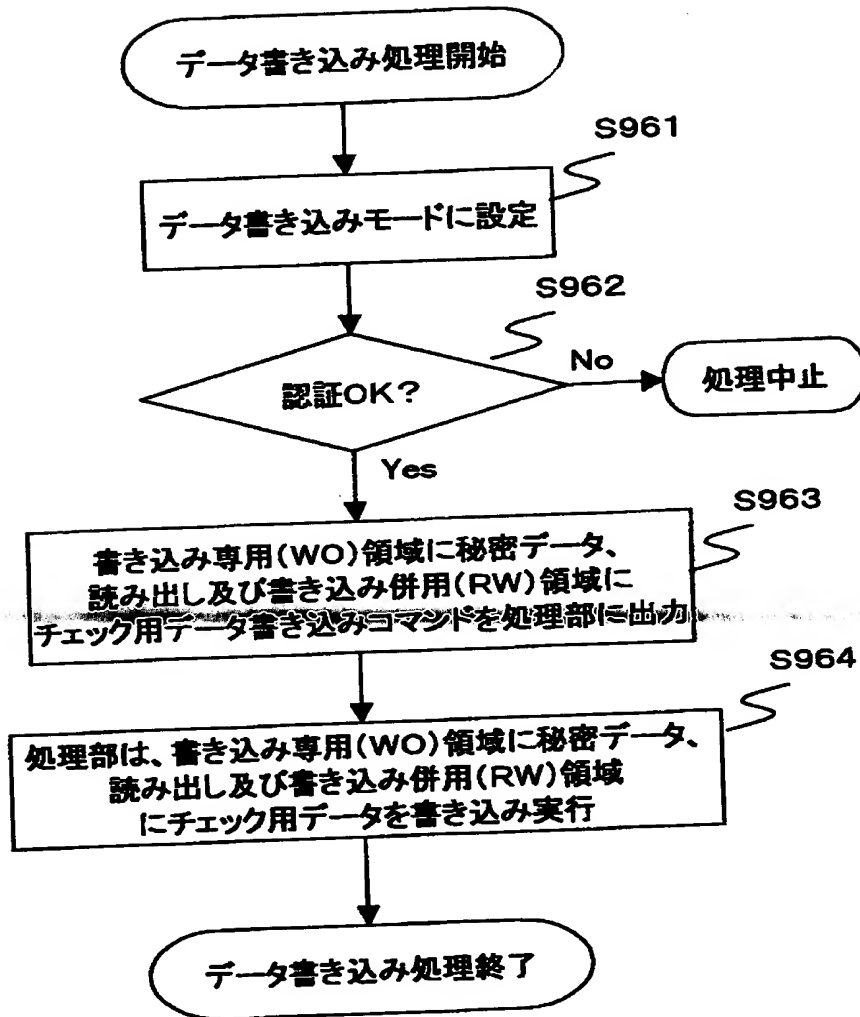 データ書き込み処理開始
S961
データ書き込みモードに設定
S962
認証OK?
No
処理中止
Yes
S963
書き込み専用(WO)領域に秘密データ、
読み出し及び書き込み併用(RW)領域に
チェック用データ書き込みコマンドを処理部に出力
S964
処理部は、書き込み専用(WO)領域に秘密データ、
読み出し及び書き込み併用(RW)領域
にチェック用データを書き込み実行
データ書き込み処理終了